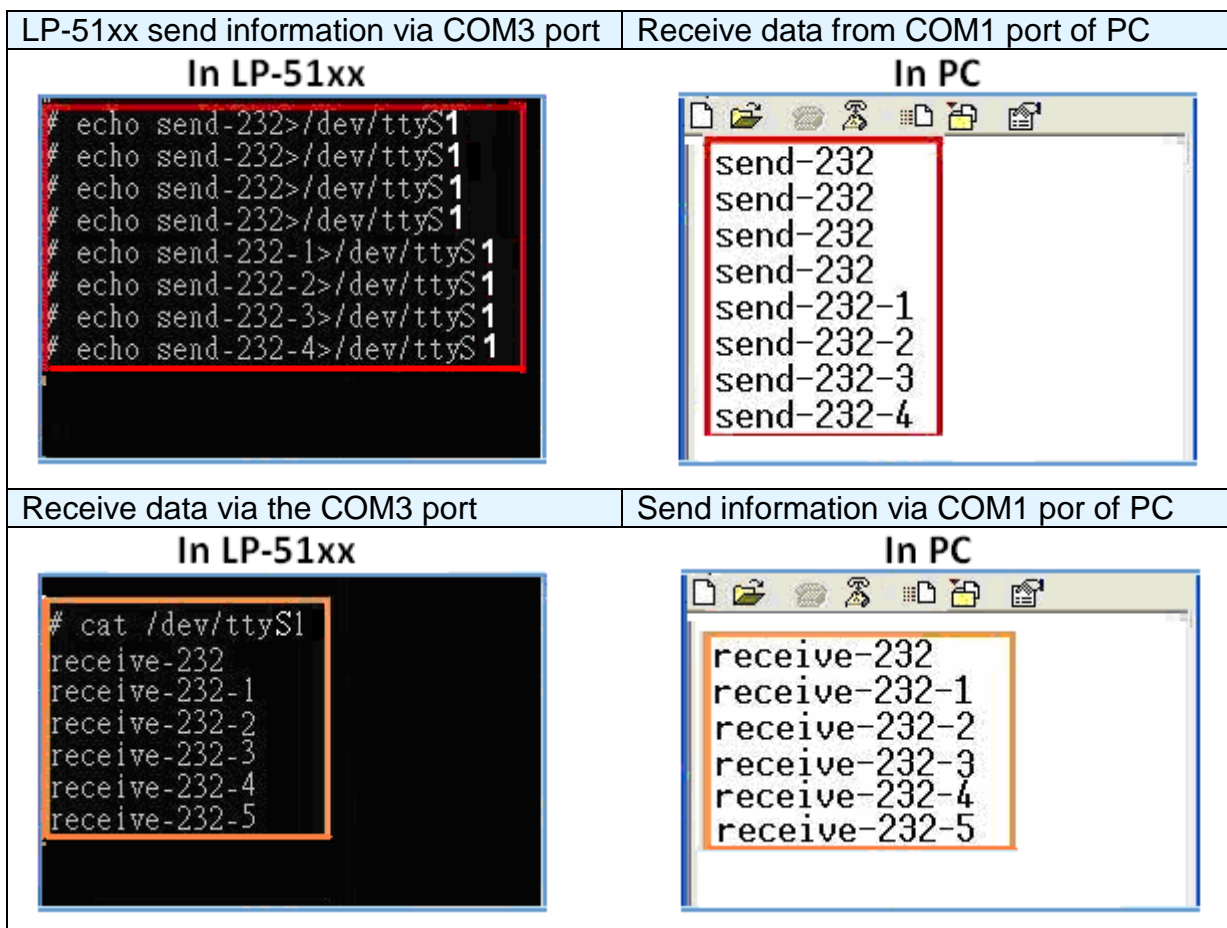 LP-51xx send information via COM3 port
Receive data from COM1 port of PC
In LP-51xx
# echo send-232>/dev/ttyS1
# echo send-232>/dev/ttyS1
# echo send-232>/dev/ttyS1
# echo send-232>/dev/ttyS1
# echo send-232-1>/dev/ttyS1
# echo send-232-2>/dev/ttyS1
# echo send-232-3>/dev/ttyS1
# echo send-232-4>/dev/ttyS1
In PC
send-232
send-232
send-232
send-232
send-232-1
send-232-2
send-232-3
send-232-4
Receive data via the COM3 port
Send information via COM1 por of PC
In LP-51xx
# cat /dev/ttyS1
receive-232
receive-232-1
receive-232-2
receive-232-3
receive-232-4
receive-232-5
In PC
receive-232
receive-232-1
receive-232-2
receive-232-3
receive-232-4
receive-232-5